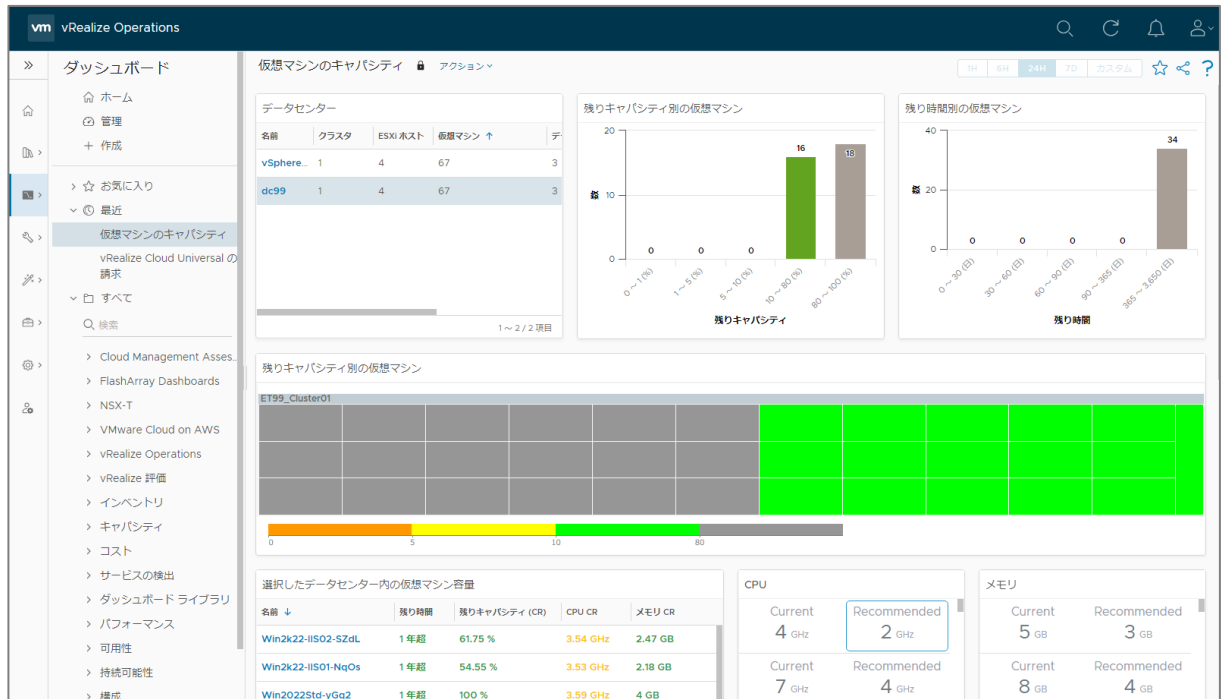 vm vRealize Operations
ダッシュボード
ホーム
管理
作成
お気に入り
最近
仮想マシンのキャパシティ
vRealize Cloud Universal の
請求
すべて
検索
Cloud Management Asses...
FlashArray Dashboards
NSX-T
VMware Cloud on AWS
vRealize Operations
vRealize 評価
インベントリ
キャパシティ
コスト
サービスの検出
ダッシュボード ライブラリ
パフォーマンス
可用性
持続可能性
構成
仮想マシンのキャパシティ アクション
1H 6H 24H 7D カスタム
データセンター
名前 クラスタ ESXi ホスト 仮想マシン デ
vSphere... 1 4 67 3
dc99 1 4 67 3
1～2 / 2 項目
残りキャパシティ別の仮想マシン
20
10
0
数
0 0 0 16 18
0～1 (%) 1～5 (%) 5～10 (%) 10～80 (%) 80～100 (%)
残りキャパシティ
残り時間別の仮想マシン
40
20
0
数
0 0 0 0 34
0～30 (日) 30～60 (日) 60～90 (日) 90～365 (日) 365～3,650 (日)
残り時間
残りキャパシティ別の仮想マシン
ET99_Cluster01
0 5 10 80
選択したデータセンター内の仮想マシン容量
名前 残り時間 残りキャパシティ (CR) CPU CR メモリ CR
Win2k22-IIS02-SZdL 1 年超 61.75 % 3.54 GHz 2.47 GB
Win2k22-IIS01-NqOs 1 年超 54.55 % 3.53 GHz 2.18 GB
Win2022Std-vGq2 1 年超 100 % 3.59 GHz 4 GB
CPU
Current Recommended
4 GHz 2 GHz
Current Recommended
7 GHz 4 GHz
メモリ
Current Recommended
5 GB 3 GB
Current Recommended
8 GB 4 GB